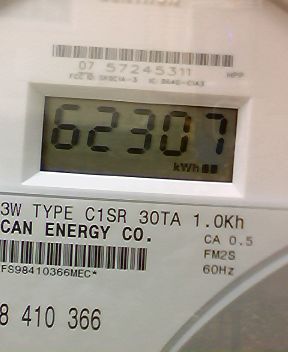 07 57245311
HPP
62307
kWh
3W TYPE C1SR 30TA 1.0Kh
CAN ENERGY CO.
CA 0.5
FM2S
60Hz
FS98410366MEC*
8 410 366